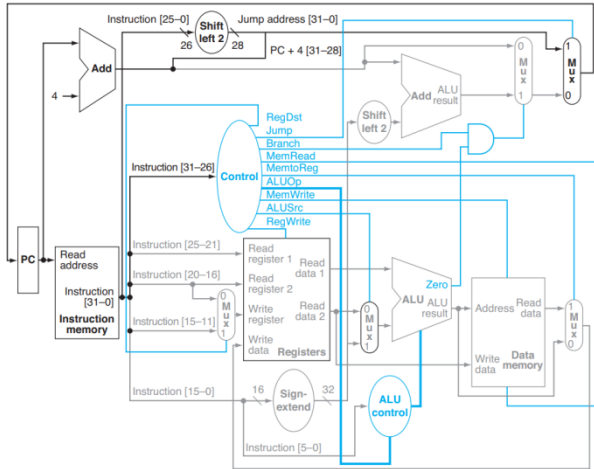 Instruction [25–0]
Shift
left 2
Jump address [31–0]
26
28
PC + 4 [31–28]
Add
4
0
M
u
x
1
1
M
u
x
0
Add
ALU
result
Shift
left 2
RegDst
Jump
Branch
MemRead
MemtoReg
ALUOp
MemWrite
ALUSrc
RegWrite
Instruction [31–26]
Control
PC
Read
address
Instruction
[31–0]
Instruction
memory
Instruction [25–21]
Instruction [20–16]
Instruction [15–11]
0
M
u
x
1
Read
register 1
Read
register 2
Write
register
Write
data
Read
data 1
Read
data 2
Registers
0
M
u
x
1
Zero
ALU
ALU
result
Address
Read
data
Write
data
Data
memory
1
M
u
x
0
Instruction [15–0]
16
Sign-
extend
32
ALU
control
Instruction [5–0]